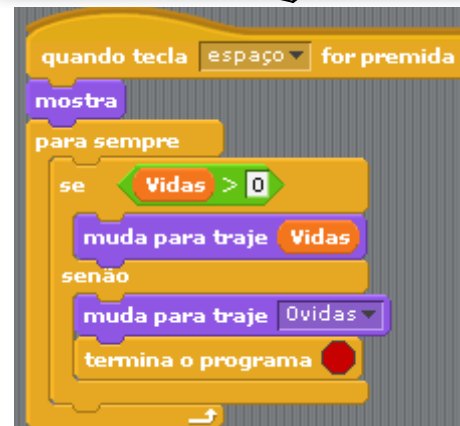 quando tecla espaço for premida
mostra
para sempre
se Vidas > 0
muda para traje Vidas
senão
muda para traje 0vidas
termina o programa